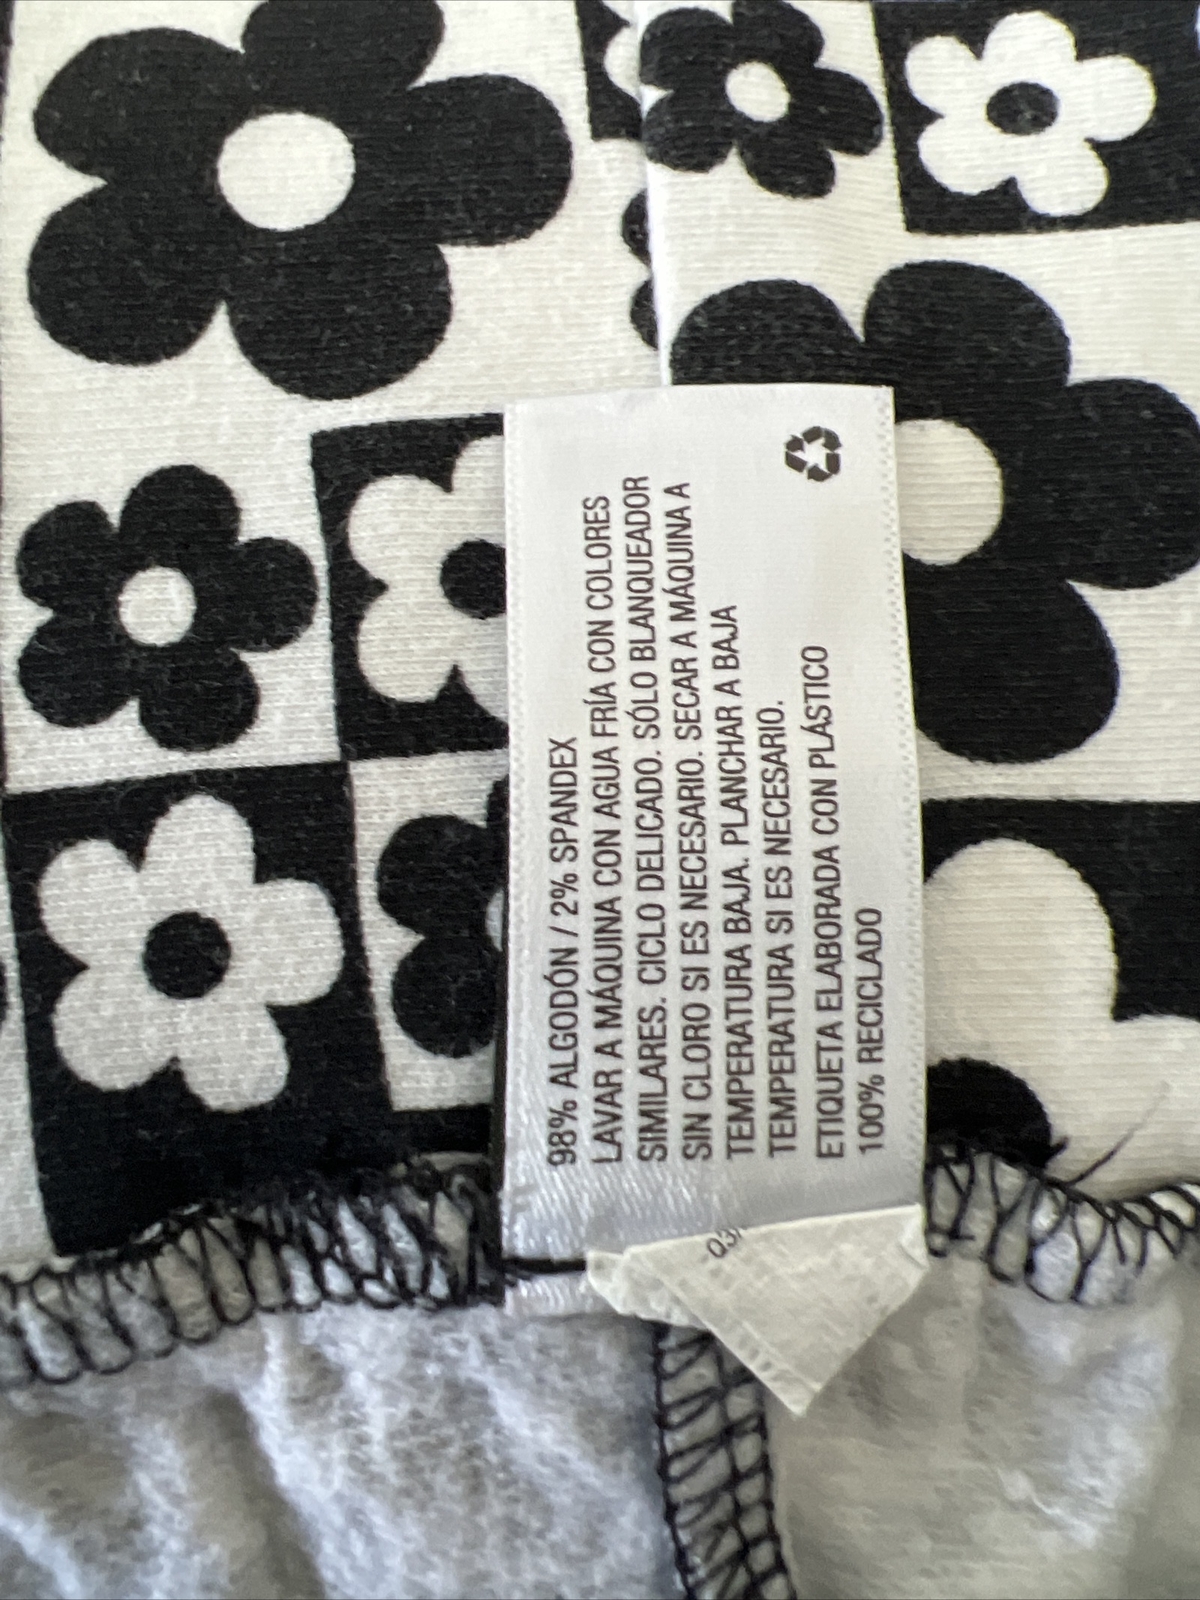 98% ALGODÓN / 2% SPANDEX
LAVAR A MÁQUINA CON AGUA FRÍA CON COLORES
SIMILARES. CICLO DELICADO. SÓLO BLANQUEADOR
SIN CLORO SI ES NECESARIO. SECAR A MÁQUINA A
TEMPERATURA BAJA. PLANCHAR A BAJA
TEMPERATURA SI ES NECESARIO.
ETIQUETA ELABORADA CON PLÁSTICO
100% RECICLADO